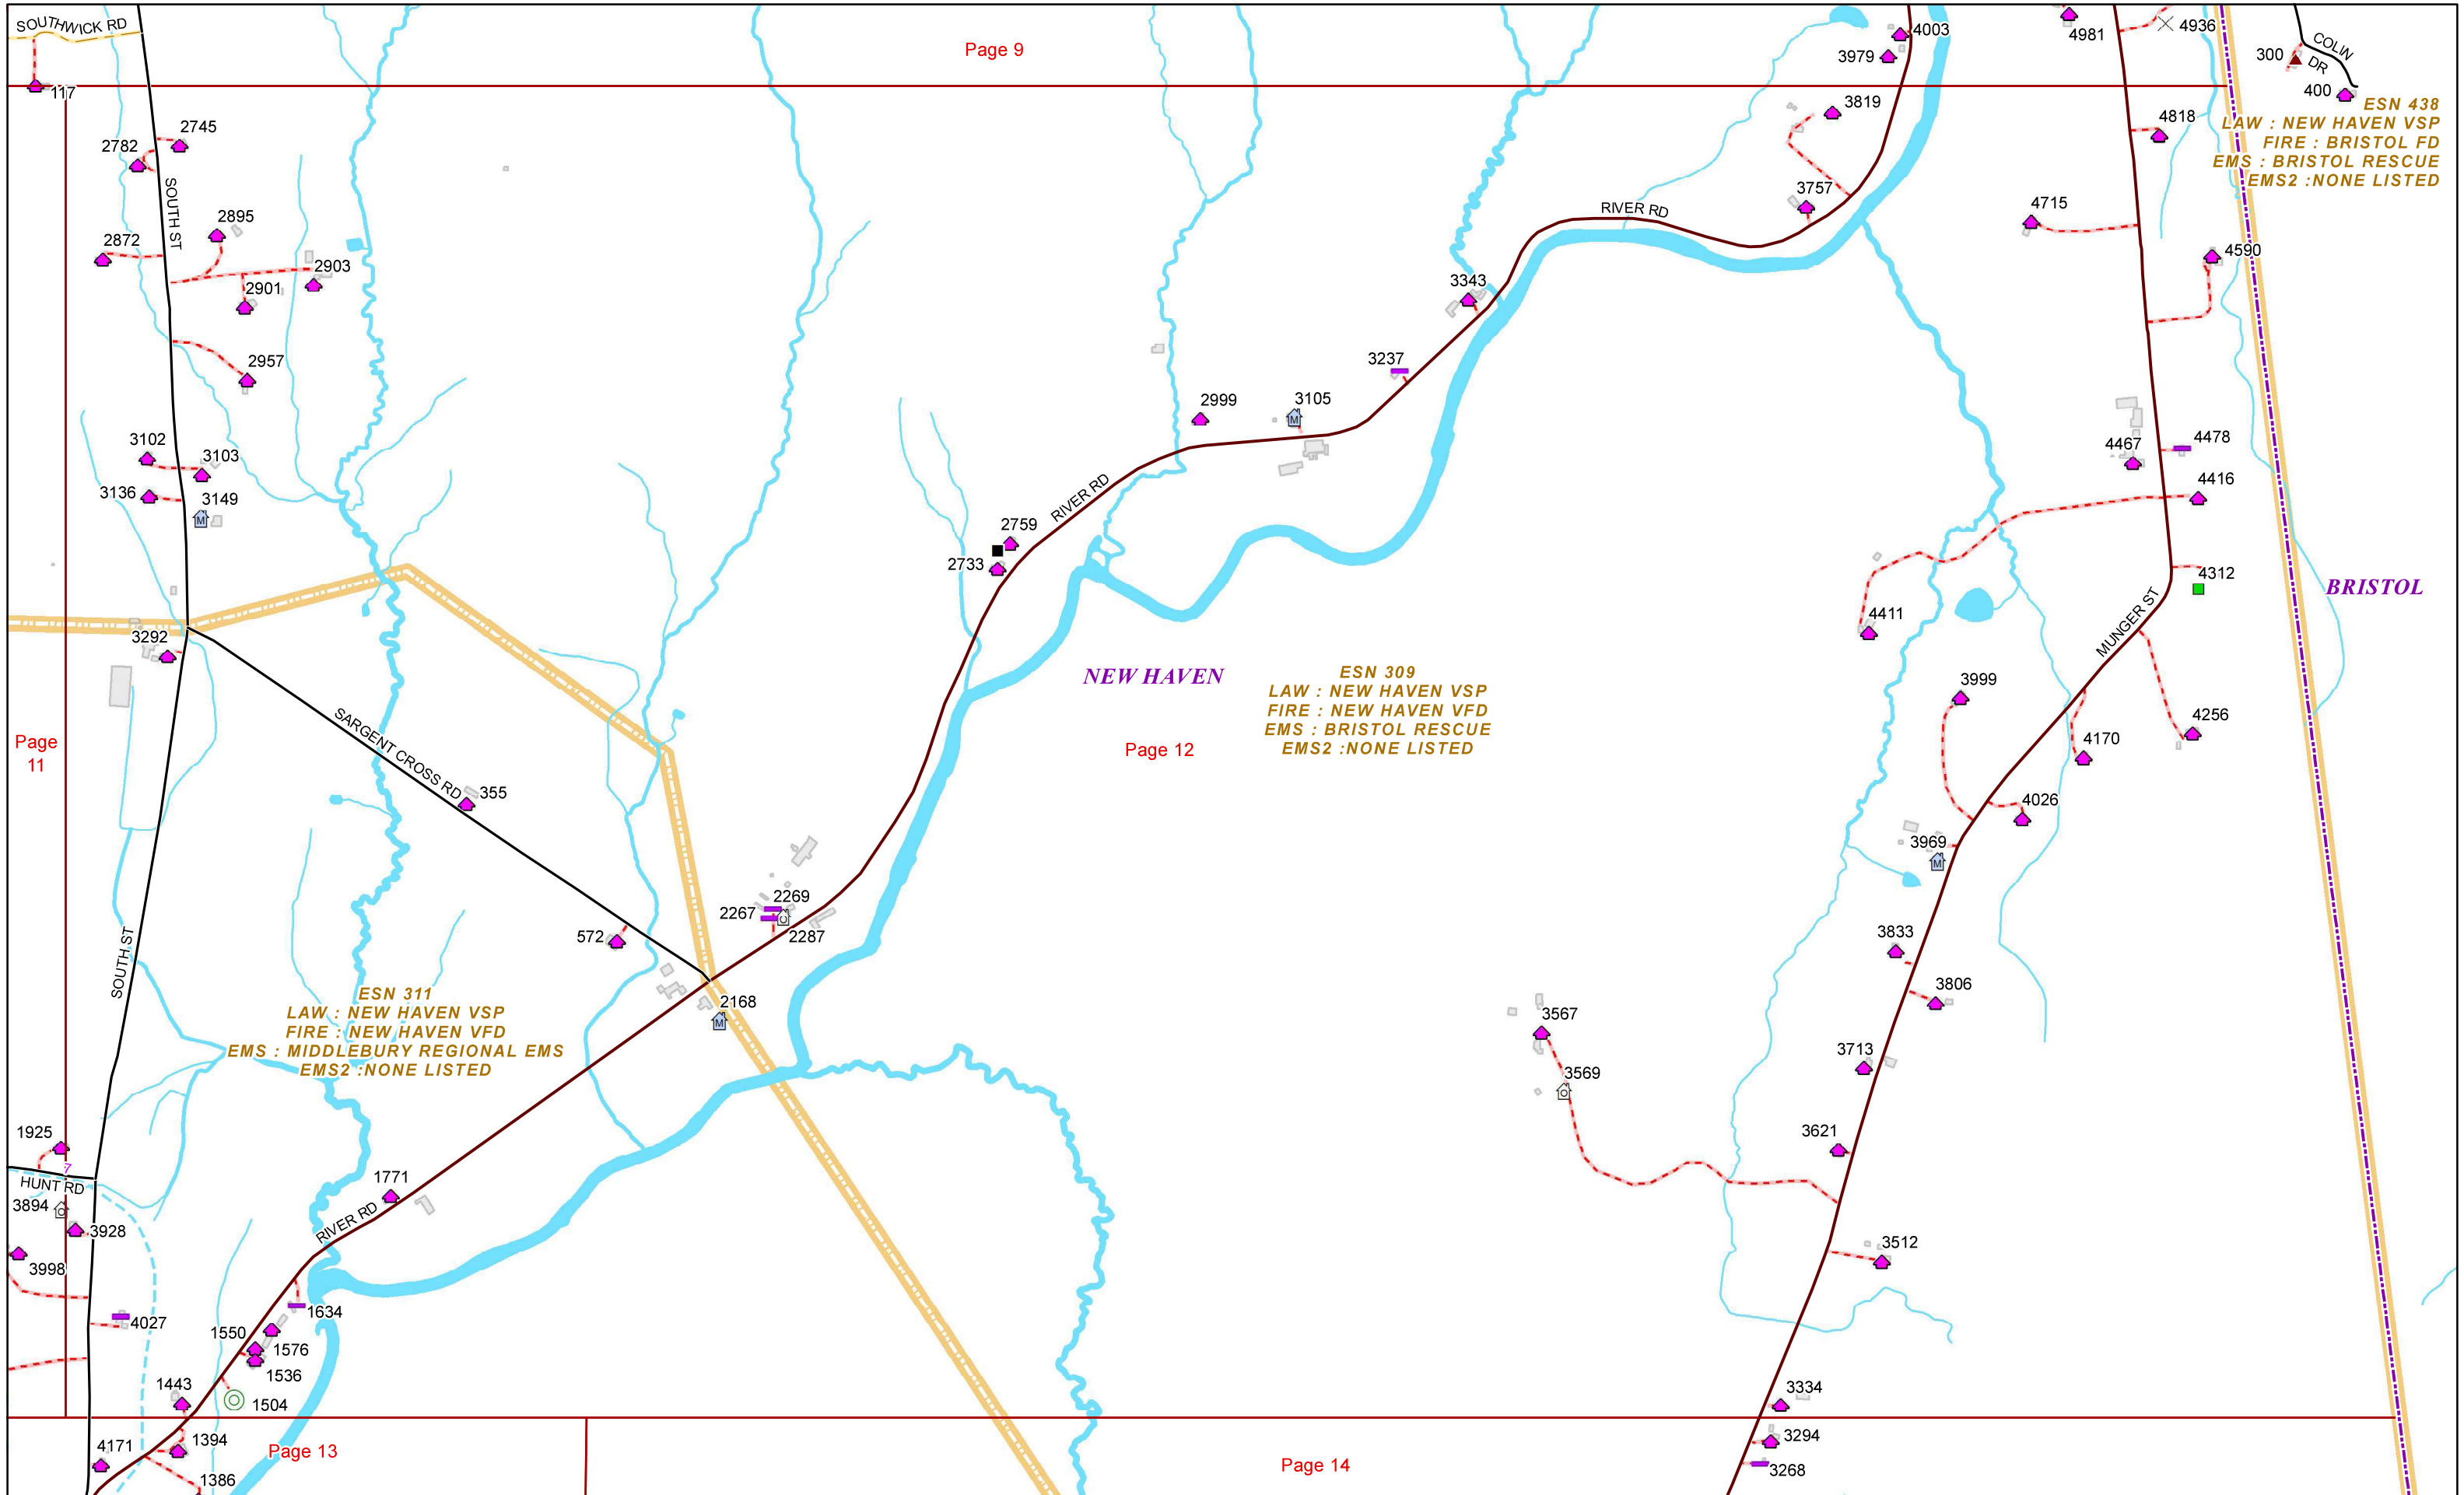 SOUTHWICK RD
Page 9
4003
3979
4981
4936
300
COLIN
DR
400
117
ESN 438
LAW : NEW HAVEN VSP
FIRE : BRISTOL FD
EMS : BRISTOL RESCUE
EMS2 :NONE LISTED
2745
2782
3819
4818
SOUTH ST
3757
RIVER RD
4715
2895
2872
2903
2901
4590
3343
2957
3237
2999
3105
3102
3103
3136
3149
M
M
4467
4478
4416
RIVER RD
2759
2733
4312
BRISTOL
4411
MUNGER ST
3292
NEW HAVEN
ESN 309
LAW : NEW HAVEN VSP
FIRE : NEW HAVEN VFD
EMS : BRISTOL RESCUE
EMS2 :NONE LISTED
Page 12
3999
4256
4170
Page
11
SARGENT CROSS RD
355
4026
3969
M
2269
2267
C
2287
572
3833
3806
SOUTH ST
2168
M
ESN 311
LAW : NEW HAVEN VSP
FIRE : NEW HAVEN VFD
EMS : MIDDLEBURY REGIONAL EMS
EMS2 :NONE LISTED
3567
3569
3713
3621
1925
7
HUNT RD
3894
3928
3998
1771
RIVER RD
3512
4027
1634
1550
1576
1536
1443
1504
3334
4171
1394
1386
Page 13
Page 14
3294
3268